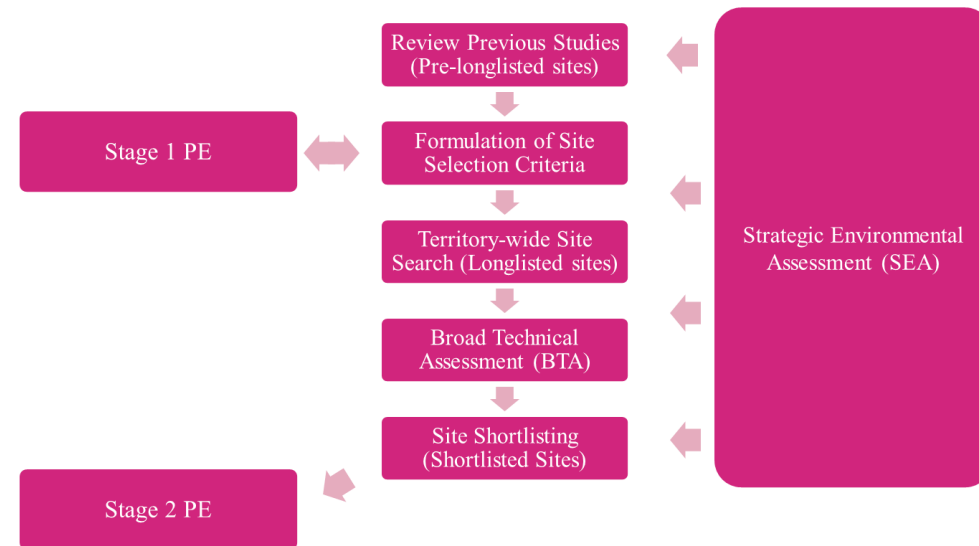 Review Previous Studies
(Pre-longlisted sites)
Stage 1 PE
Formulation of Site
Selection Criteria
Territory-wide Site
Search (Longlisted sites)
Strategic Environmental
Assessment (SEA)
Broad Technical
Assessment (BTA)
Site Shortlisting
(Shortlisted Sites)
Stage 2 PE